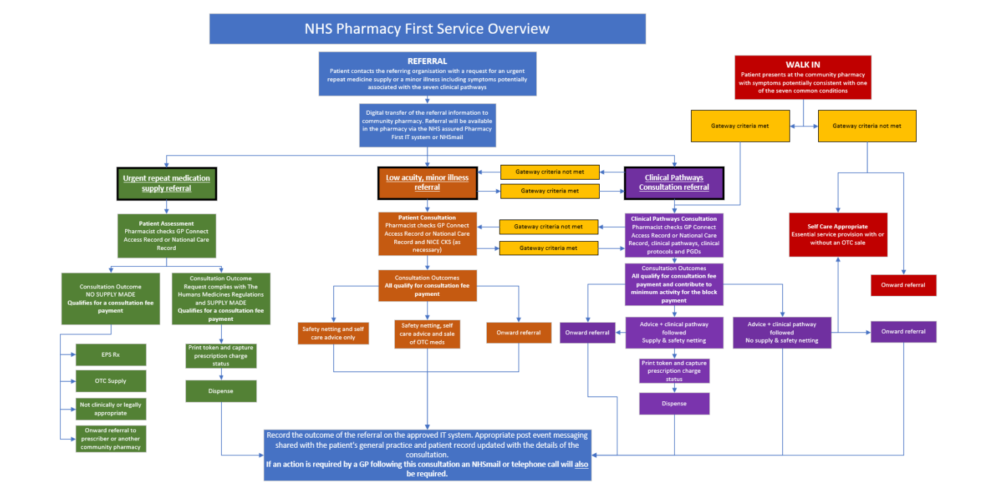 NHS Pharmacy First Service Overview
REFERRAL
Patient contacts the referring organisation with a request for an urgent
repeat medicine supply or a minor illness including symptoms potentially
associated with the seven clinical pathways
WALK IN
Patient presents at the community pharmacy
with symptoms potentially consistent with one
of the seven common conditions
Digital transfer of the referral information to
community pharmacy. Referral will be available
in the pharmacy via the NHS assured Pharmacy
First IT system or NHSmail
Gateway criteria met
Gateway criteria not met
Urgent repeat medication
supply referral
Low acuity, minor illness
referral
Gateway criteria not met
Gateway criteria met
Clinical Pathways
Consultation referral
Patient Assessment
Pharmacist checks GP Connect
Access Record or National Care
Record
Patient Consultation
Pharmacist checks GP Connect
Access Record or National Care
Record and NICE CKS (as
necessary)
Gateway criteria not met
Gateway criteria met
Clinical Pathways Consultation
Pharmacist checks GP Connect
Access Record or National Care
Record, clinical pathways, clinical
protocols and PGDs
Self Care Appropriate
Essential service provision with or
without an OTC sale
Consultation Outcome
NO SUPPLY MADE
Qualifies for a consultation fee
payment
Consultation Outcome
Request complies with The
Humans Medicines Regulations
and SUPPLY MADE
Qualifies for a consultation fee
payment
Consultation Outcomes
All qualify for consultation fee
payment
Consultation Outcomes
All qualify for consultation fee
payment and contribute to
minimum activity for the block
payment
Onward referral
Safety netting and self
care advice only
Safety netting, self
care advice and sale
of OTC meds
Onward referral
Onward referral
Advice + clinical pathway
followed
Supply & safety netting
Advice + clinical pathway
followed
No supply & safety netting
Onward referral
EPS Rx
OTC Supply
Not clinically or legally
appropriate
Onward referral to
prescriber or another
community pharmacy
Print token and capture
prescription charge
status
Dispense
Print token and capture
prescription charge
status
Dispense
Record the outcome of the referral on the approved IT system. Appropriate post event messaging
shared with the patient's general practice and patient record updated with the details of the
consultation.
If an action is required by a GP following this consultation an NHSmail or telephone call will also
be required.